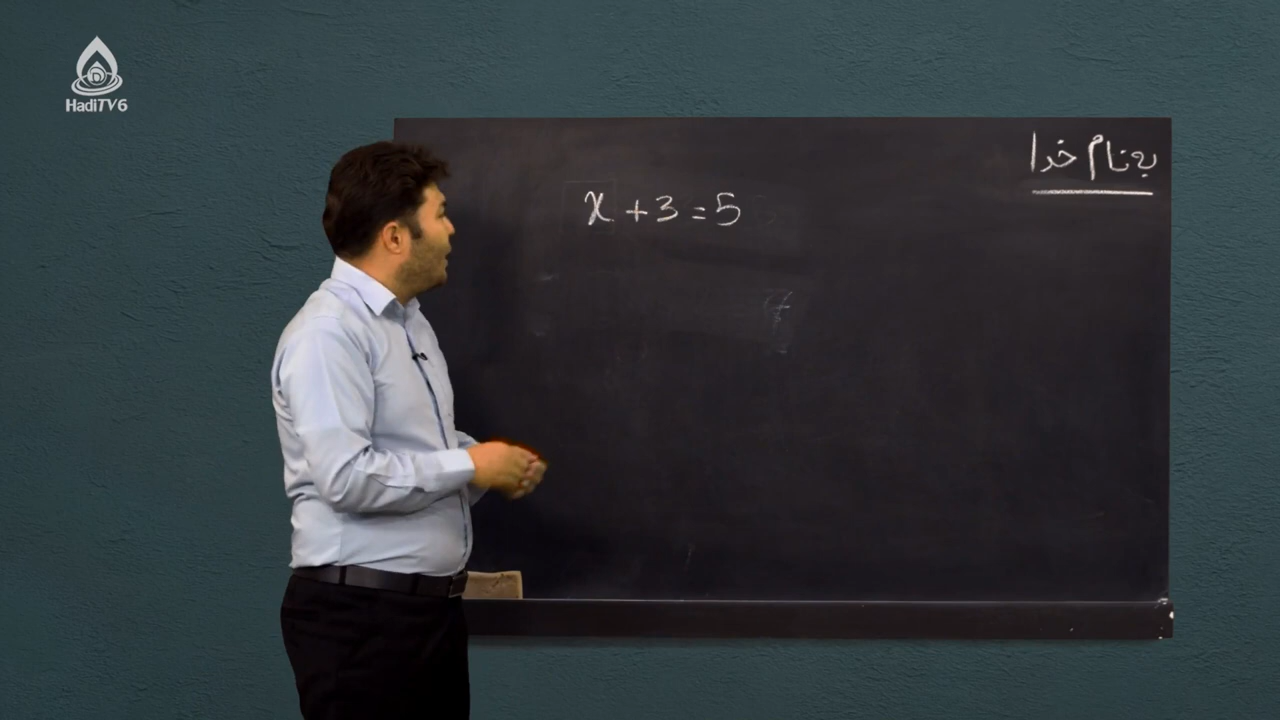 HadiTV6
به نام خدا
x + 3 = 5